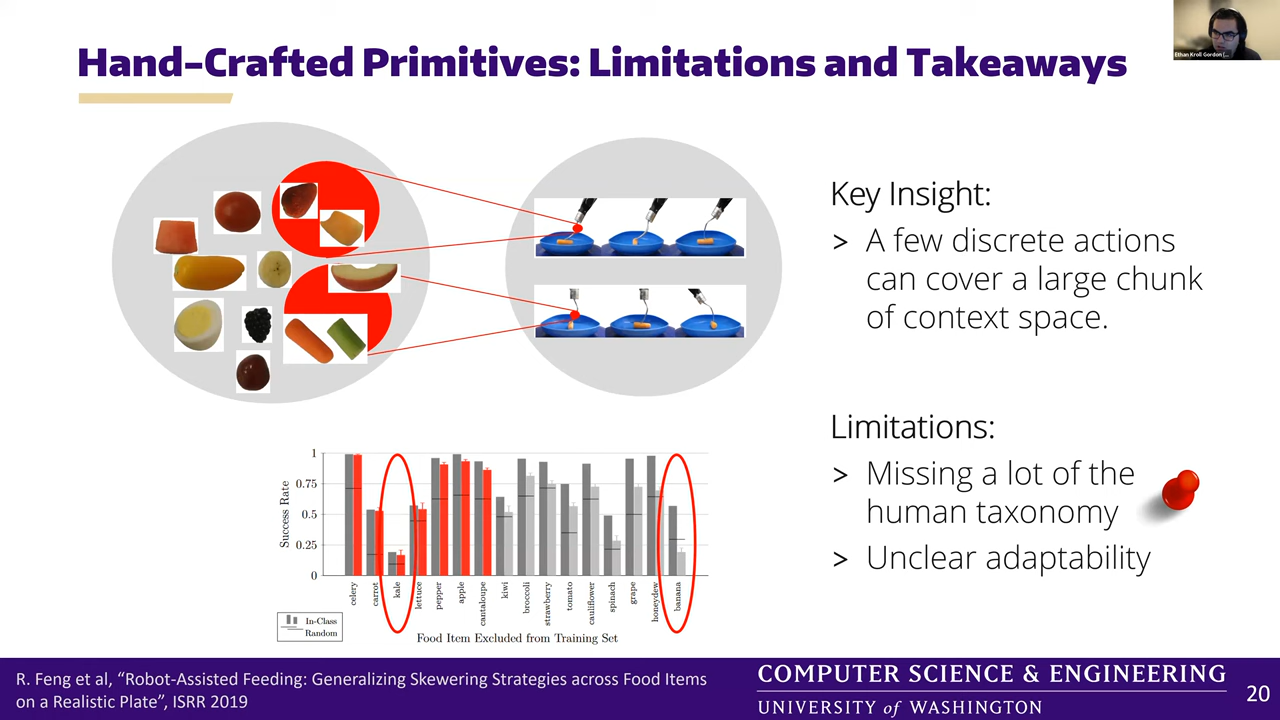 Hand-Crafted Primitives: Limitations and Takeaways
Ethan Kroll Gordon (...
Key Insight:
> A few discrete actions
can cover a large chunk
of context space.
Limitations:
> Missing a lot of the
human taxonomy
> Unclear adaptability
Success Rate
1
0.75
0.5
0.25
0
celery
carrot
kale
lettuce
pepper
apple
cantaloupe
kiwi
broccoli
strawberry
tomato
cauliflower
spinach
grape
honeydew
banana
In-Class
Random
Food Item Excluded from Training Set
R. Feng et al, “Robot-Assisted Feeding: Generalizing Skewering Strategies across Food Items
on a Realistic Plate”, ISRR 2019
COMPUTER SCIENCE & ENGINEERING
UNIVERSITY of WASHINGTON
20